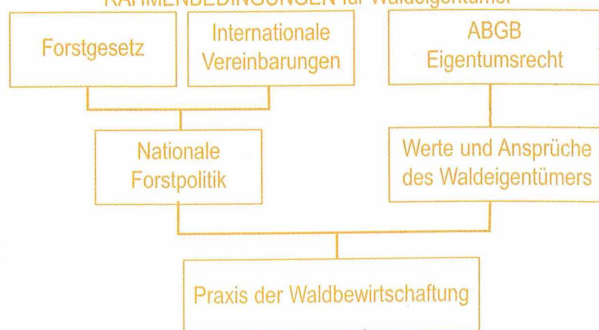 RAHMENBEDINGUNGEN für Waldeigentümer
Forstgesetz
Internationale
Vereinbarungen
ABGB
Eigentumsrecht
Nationale
Forstpolitik
Werte und Ansprüche
des Waldeigentümers
Praxis der Waldbewirtschaftung